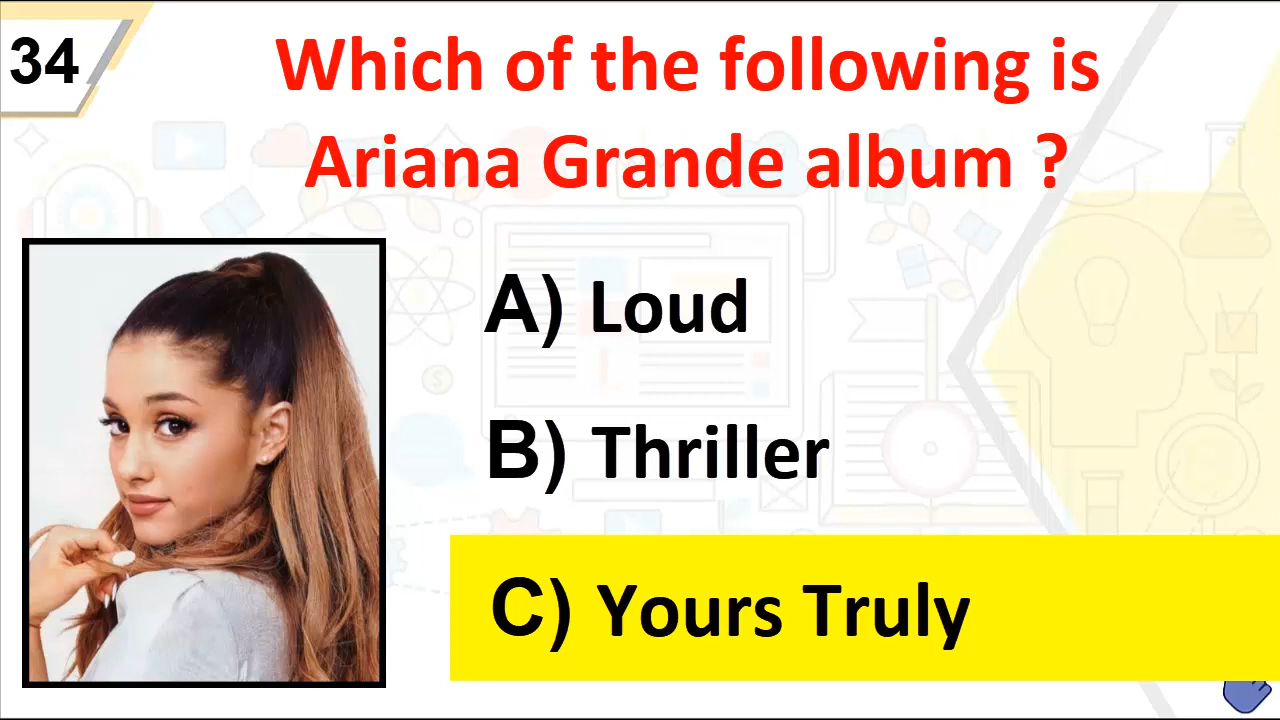 34
Which of the following is
Ariana Grande album ?
A) Loud
B) Thriller
C) Yours Truly